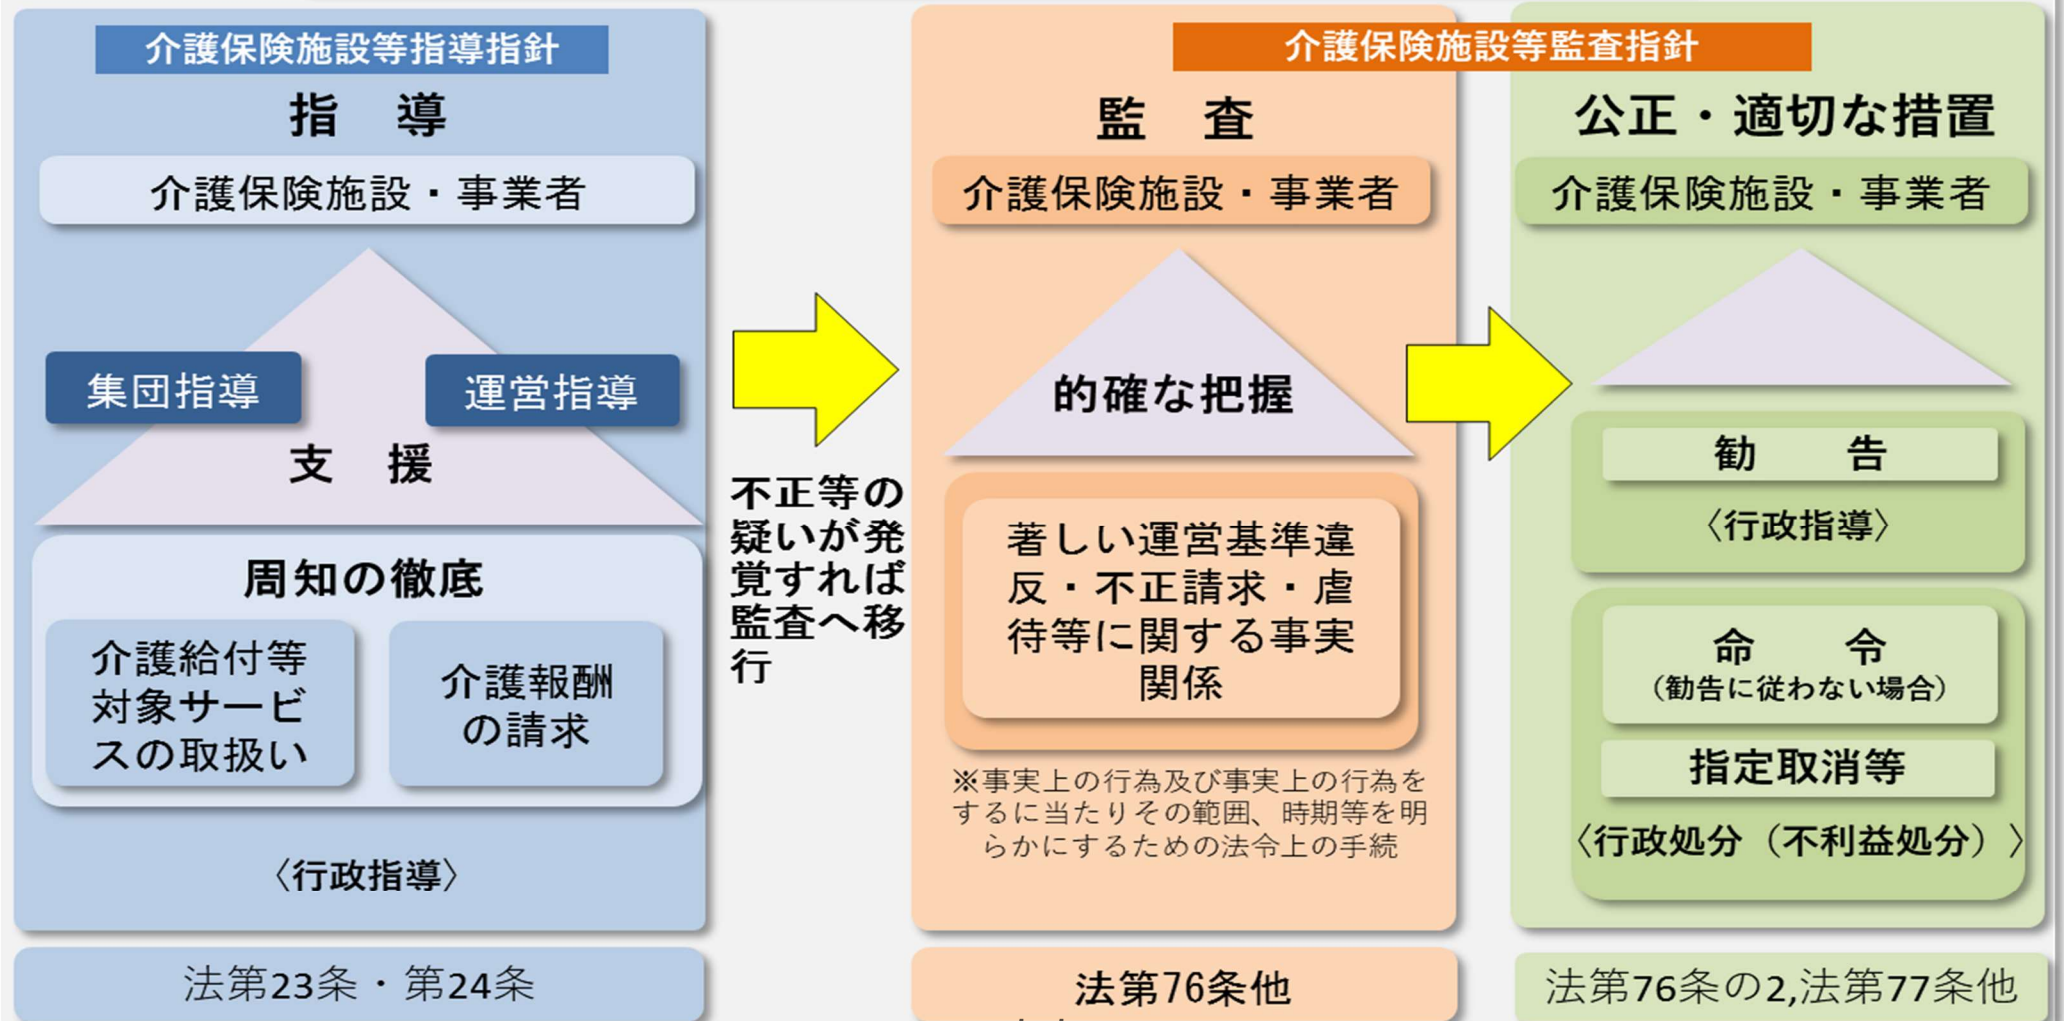 介護保険施設等指導指針
指 導
介護保険施設・事業者
集団指導
運営指導
支 援
周知の徹底
介護給付等
対象サービ
スの取扱い
介護報酬
の請求
〈行政指導〉
法第23条・第24条
不正等の
疑いが発
覚すれば
監査へ移
行
介護保険施設等監査指針
監 査
介護保険施設・事業者
的確な把握
著しい運営基準違
反・不正請求・虐
待等に関する事実
関係
※事実上の行為及び事実上の行為を
するに当たりその範囲、時期等を明
らかにするための法令上の手続
法第76条他
公正・適切な措置
介護保険施設・事業者
勧 告
〈行政指導〉
命 令
（勧告に従わない場合）
指定取消等
〈行政処分（不利益処分）〉
法第76条の2,法第77条他